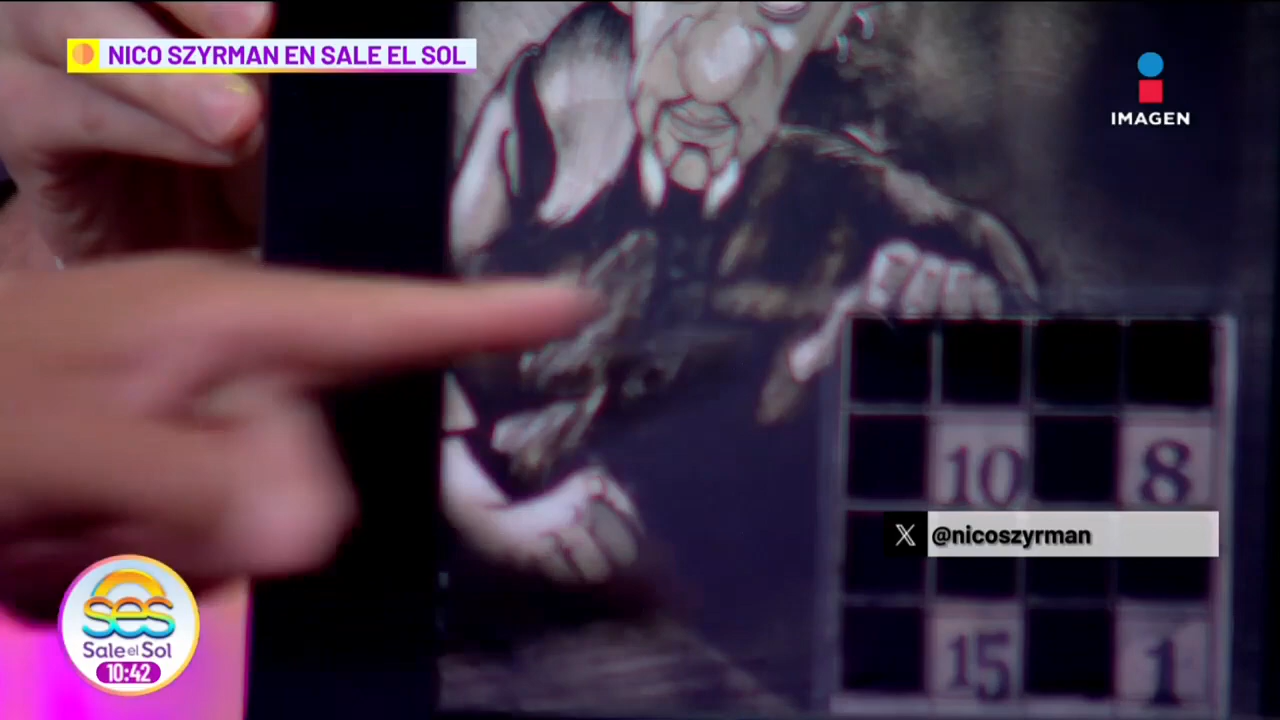 NICO SZYRMAN EN SALE EL SOL
IMAGEN
10 8
@nicoszyrman
15 1
ses
Sale el Sol
10:42